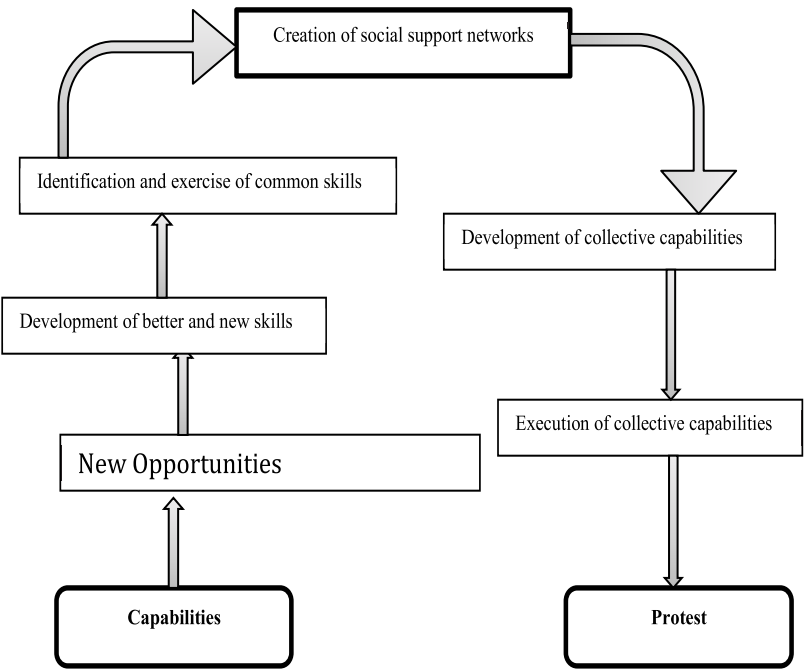 Creation of social support networks
Identification and exercise of common skills
Development of collective capabilities
Development of better and new skills
Execution of collective capabilities
New Opportunities
Capabilities
Protest